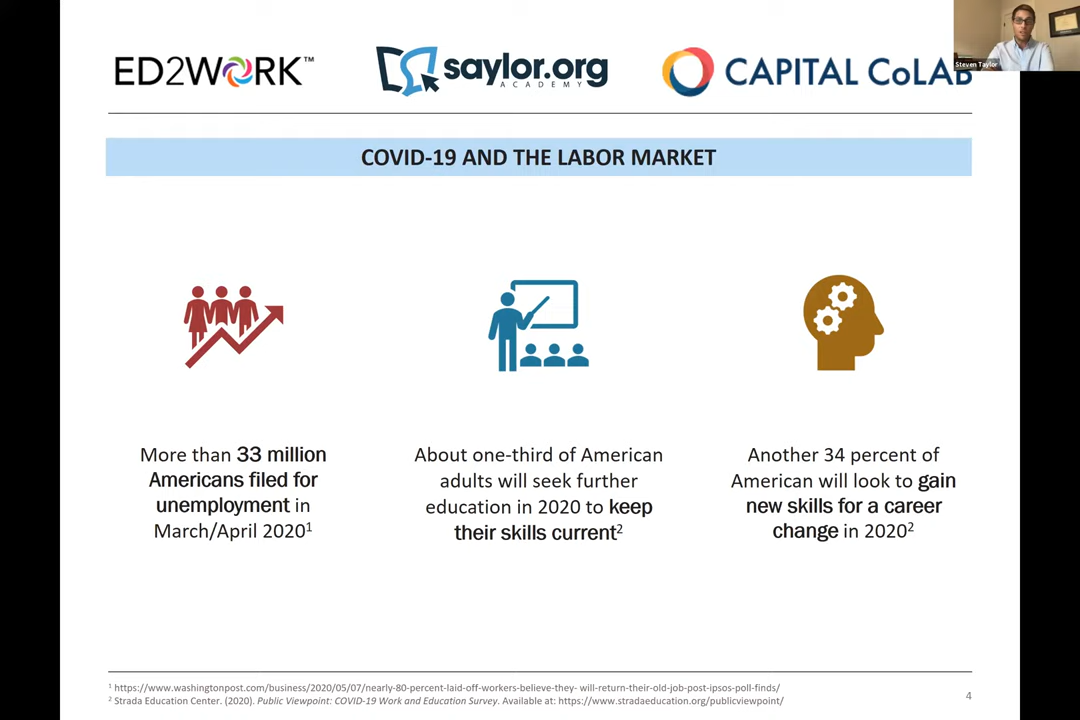 ED2WORK™
saylor.org
ACADEMY
CAPITAL CoLAB
Steven Taylor
COVID-19 AND THE LABOR MARKET
More than 33 million
Americans filed for
unemployment in
March/April 2020¹
About one-third of American
adults will seek further
education in 2020 to keep
their skills current²
Another 34 percent of
American will look to gain
new skills for a career
change in 2020²
¹ https://www.washingtonpost.com/business/2020/05/07/nearly-80-percent-laid-off-workers-believe-they- will-return-their-old-job-post-ipsos-poll-finds/
² Strada Education Center. (2020). Public Viewpoint: COVID-19 Work and Education Survey. Available at: https://www.stradaeducation.org/publicviewpoint/
4